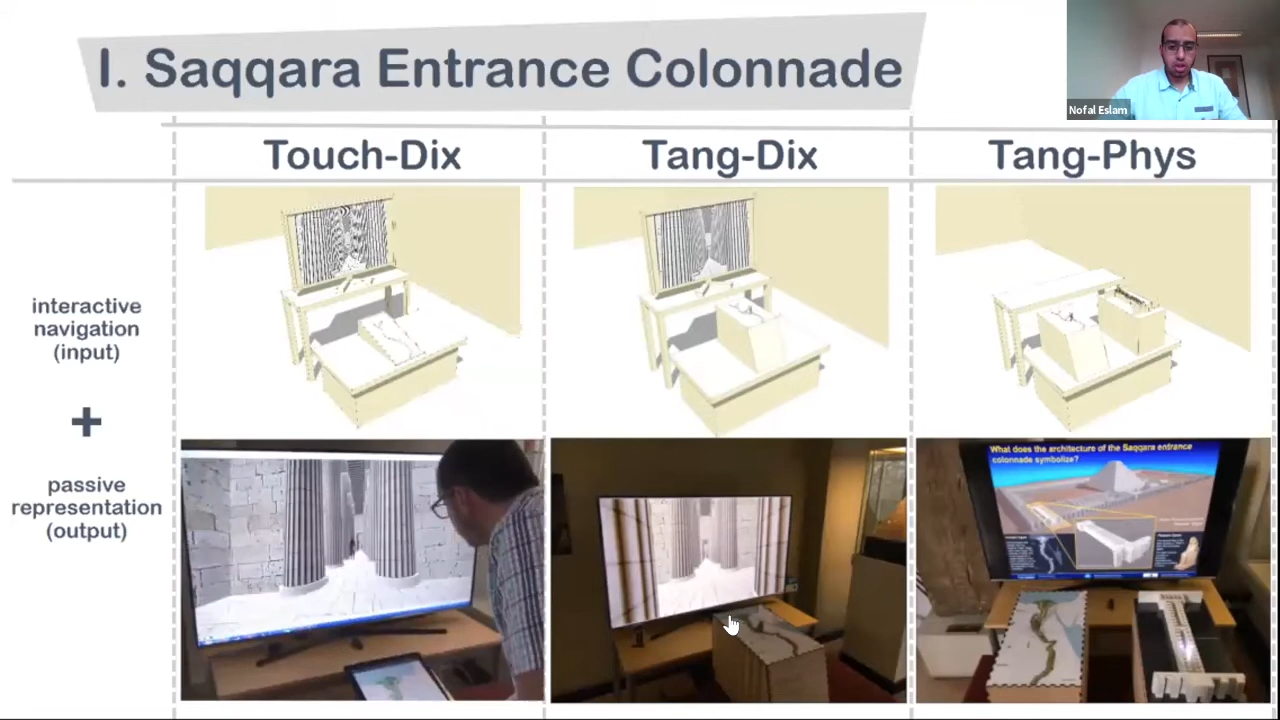 I. Saqqara Entrance Colonnade
Nofal Eslam
Touch-Dix
Tang-Dix
Tang-Phys
interactive
navigation
(input)
+
passive
representation
(output)
What does the architecture of the Saqqara entrance
colonnade symbolize?